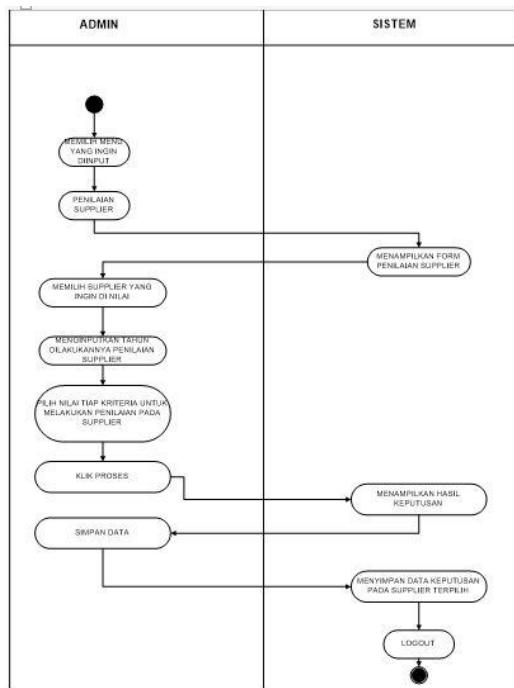 ADMIN
SISTEM
MEMILIH MENU
YANG INGIN
DIINPUT
PENILAIAN
SUPPLIER
MENAMPILKAN FORM
PENILAIAN SUPPLIER
MEMILIH SUPPLIER YANG
INGIN DI NILAI
MENGINPUTKAN TAHUN
DILAKUKANNYA PENILAIAN
SUPPLIER
PILIH NILAI TIAP KRITERIA UNTUK
MELAKUKAN PENILAIAN PADA
SUPPLIER
KLIK PROSES
MENAMPILKAN HASIL
KEPUTUSAN
SIMPAN DATA
MENYIMPAN DATA KEPUTUSAN
PADA SUPPLIER TERPILIH
LOGOUT